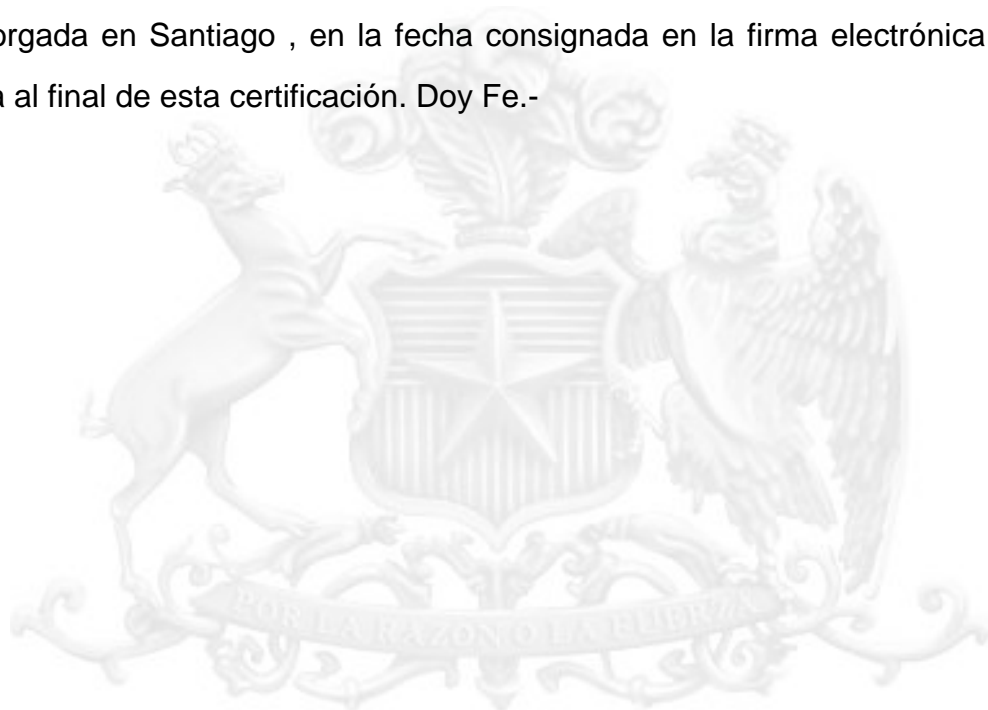 orgada en Santiago , en la fecha consignada en la firma electrónica
a al final de esta certificación. Doy Fe.-
POR LA RAZÓN O LA FUERZA